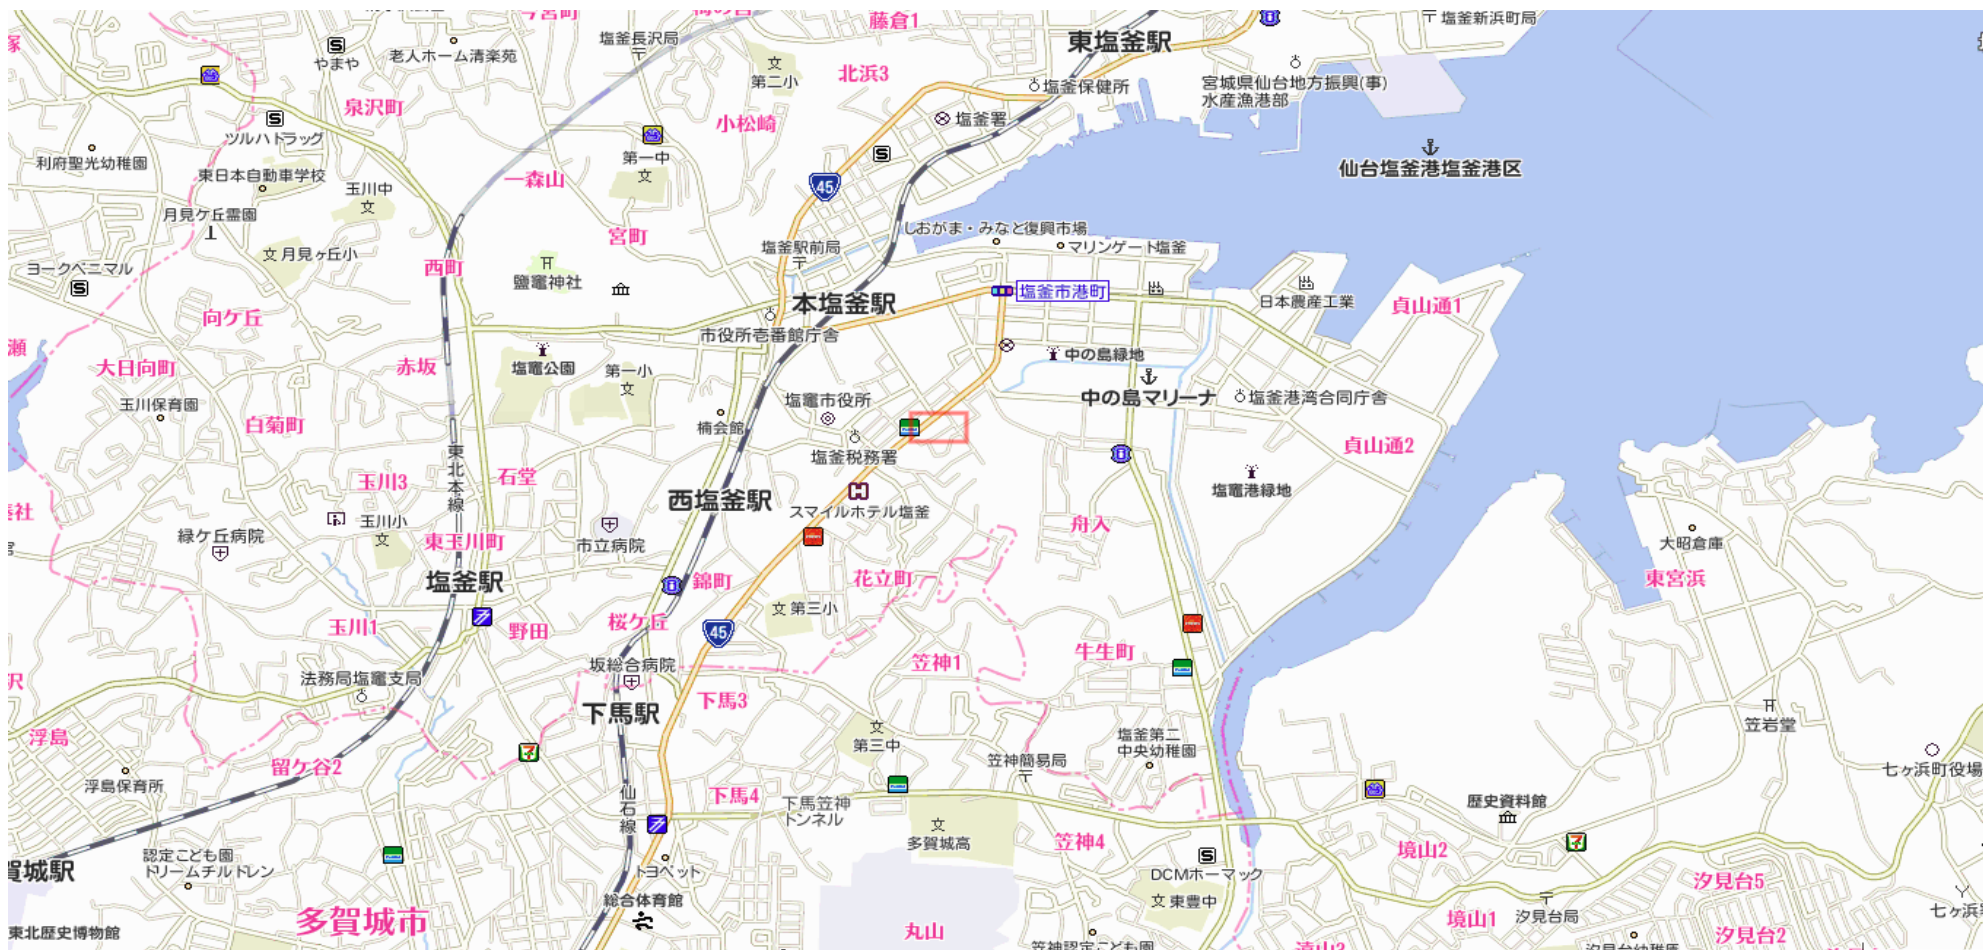 今宮町
藤倉1
塩釜新浜町局
東塩釜駅
塩釜長沢局
やまや
老人ホーム清楽苑
第二小
北浜3
塩釜保健所
宮城県仙台地方振興(事)
水産漁港部
泉沢町
小松崎
塩釜署
ツルハドラッグ
利府聖光幼稚園
第一中
東日本自動車学校
玉川中
一森山
45
仙台塩釜港塩釜港区
月見ケ丘霊園
宮町
塩釜駅前局
しおがま・みなと復興市場
マリンゲート塩釜
月見ヶ丘小
ヨークベニマル
西町
鹽竈神社
本塩釜駅
塩釜市港町
日本農産工業
貞山通1
向ケ丘
市役所壱番館庁舎
瀬
大日向町
赤坂
塩竈公園
第一小
中の島緑地
中の島マリーナ
塩釜港湾合同庁舎
玉川保育園
白菊町
楠会館
塩竈市役所
塩釜税務署
貞山通2
東北本線
玉川3
石堂
西塩釜駅
スマイルホテル塩釜
塩竈港緑地
緑ケ丘病院
玉川小
東玉川町
市立病院
舟入
大昭倉庫
塩釜駅
錦町
花立町
東宮浜
玉川1
野田
桜ケ丘
45
第三小
坂総合病院
笠神1
牛生町
沢
法務局塩竈支局
下馬駅
下馬3
浮島
第三中
塩釜第二
中央幼稚園
笠岩堂
留ケ谷2
浮島保育所
笠神簡易局
七ヶ浜町役場
仙石線
下馬4
下馬笠神
トンネル
歴史資料館
多賀城高
笠神4
境山2
賀城駅
認定こども園
ドリームチルドレン
トヨペット
DCMホーマック
汐見台5
総合体育館
東豊中
多賀城市
境山1
汐見台局
東北歴史博物館
丸山
笠神認定こども園
汐見台2